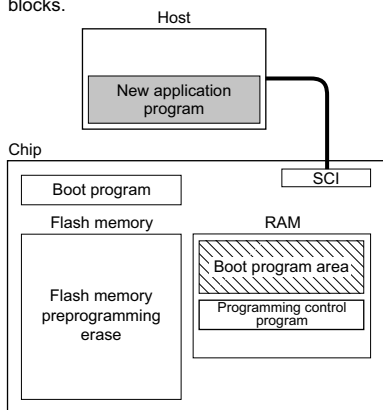 blocks.
Host
New application
program
Chip
SCI
Boot program
Flash memory
RAM
Flash memory
preprogramming
erase
Boot program area
Programming control
program